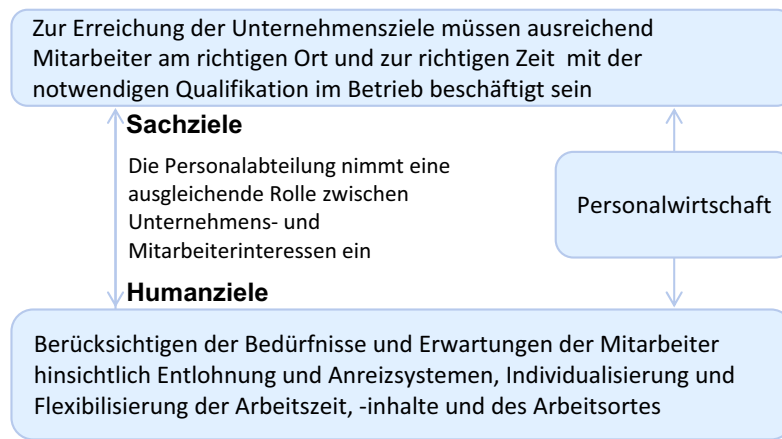 Zur Erreichung der Unternehmensziele müssen ausreichend
Mitarbeiter am richtigen Ort und zur richtigen Zeit mit der
notwendigen Qualifikation im Betrieb beschäftigt sein
Sachziele
Die Personalabteilung nimmt eine
ausgleichende Rolle zwischen
Unternehmens- und
Mitarbeiterinteressen ein
Personalwirtschaft
Humanziele
Berücksichtigen der Bedürfnisse und Erwartungen der Mitarbeiter
hinsichtlich Entlohnung und Anreizsystemen, Individualisierung und
Flexibilisierung der Arbeitszeit, -inhalte und des Arbeitsortes